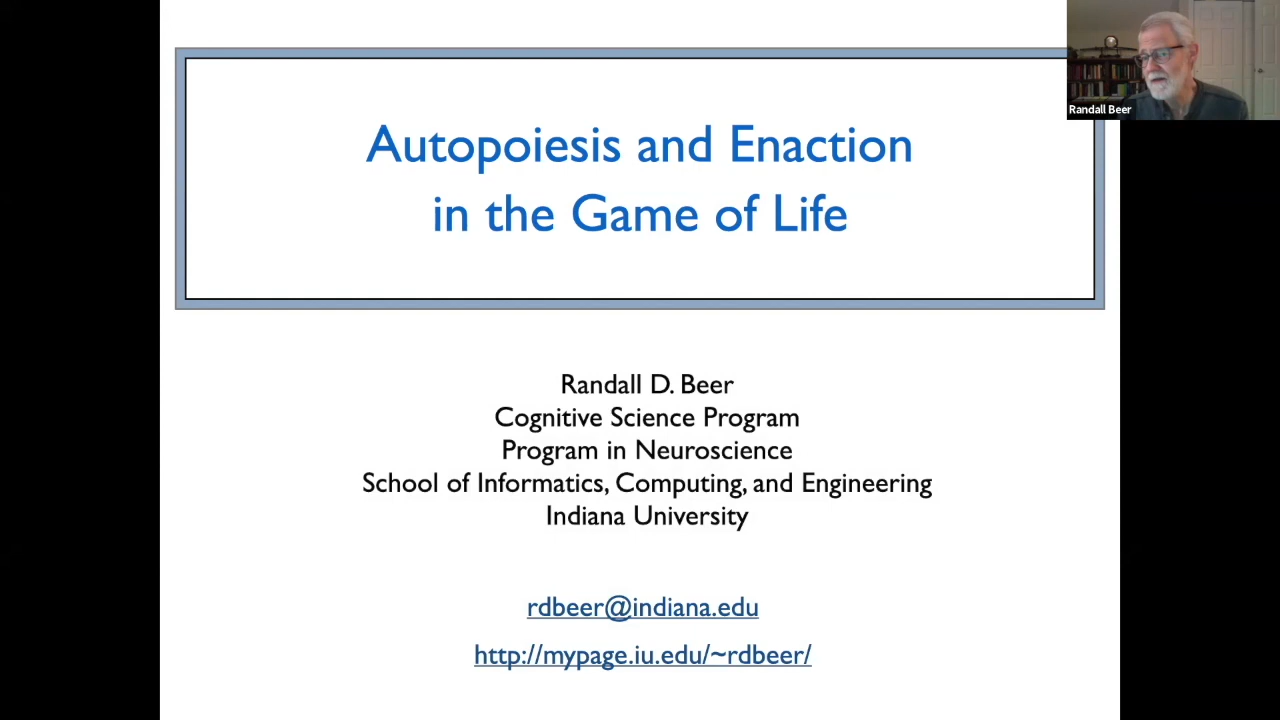 Autopoiesis and Enaction
in the Game of Life
Randall Beer
Randall D. Beer
Cognitive Science Program
Program in Neuroscience
School of Informatics, Computing, and Engineering
Indiana University
rdbeer@indiana.edu
http://mypage.iu.edu/~rdbeer/